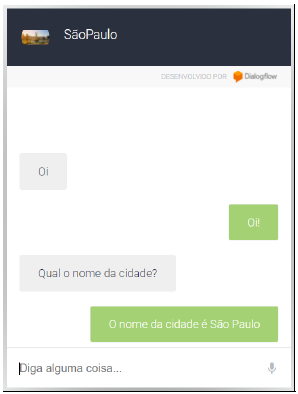 SãoPaulo
DESENVOLVIDO POR Dialogflow
Oi
Oi!
Qual o nome da cidade?
O nome da cidade é São Paulo
Diga alguma coisa...